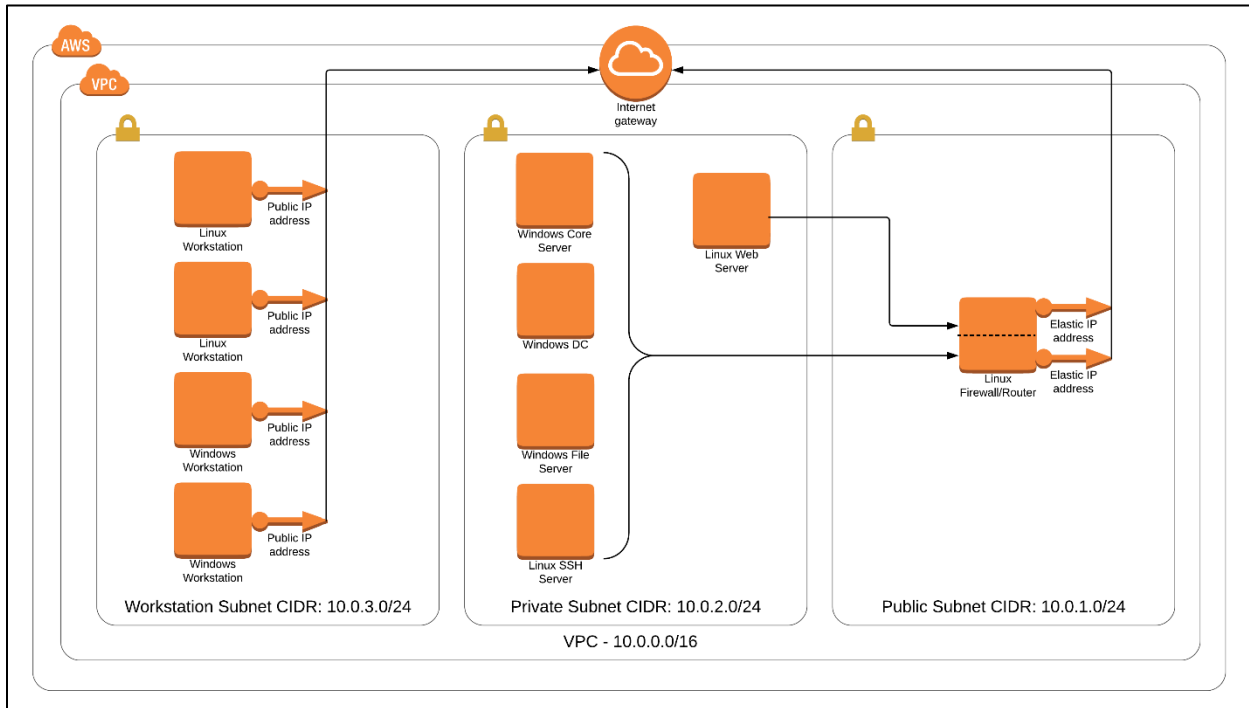 AWS
VPC
Internet
gateway
Public IP
address
Linux
Workstation
Public IP
address
Linux
Workstation
Public IP
address
Windows
Workstation
Public IP
address
Windows
Workstation
Workstation Subnet CIDR: 10.0.3.0/24
Windows Core
Server
Linux Web
Server
Windows DC
Windows File
Server
Linux SSH
Server
Private Subnet CIDR: 10.0.2.0/24
Elastic IP
address
Elastic IP
address
Linux
Firewall/Router
Public Subnet CIDR: 10.0.1.0/24
VPC - 10.0.0.0/16